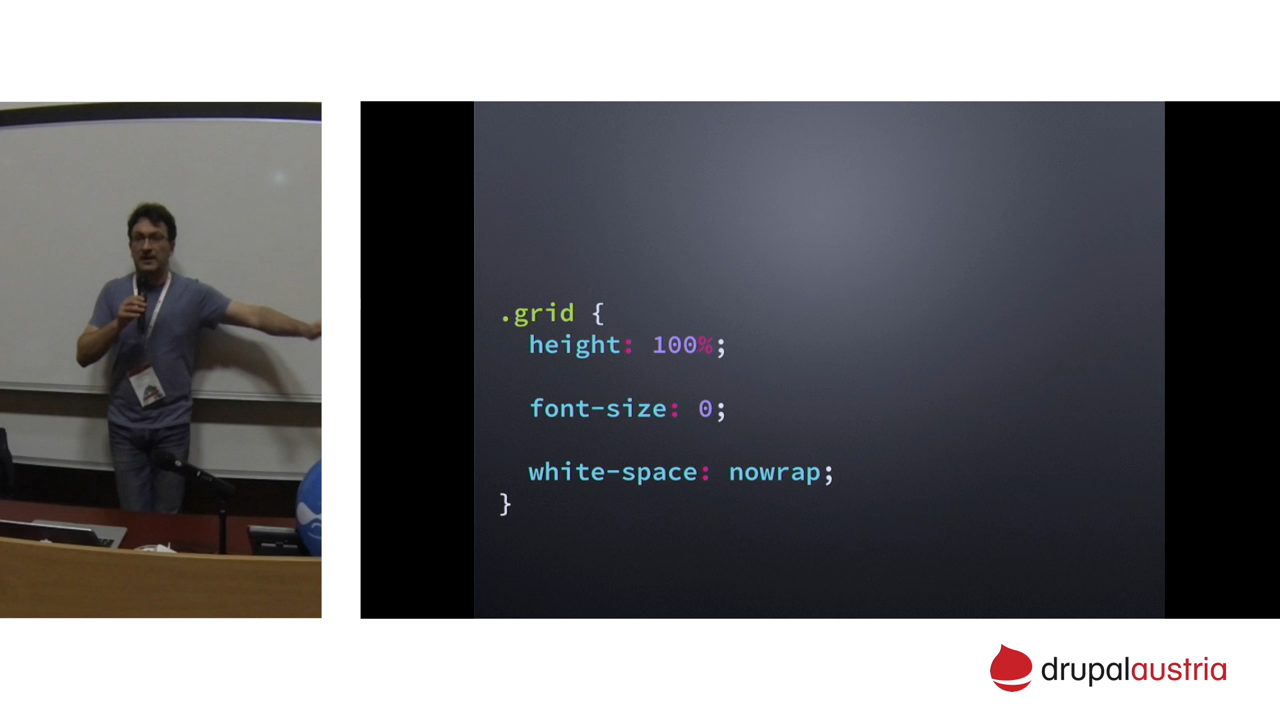 .grid {
height: 100%;
font-size: 0;
white-space: nowrap;
}
drupalaustria